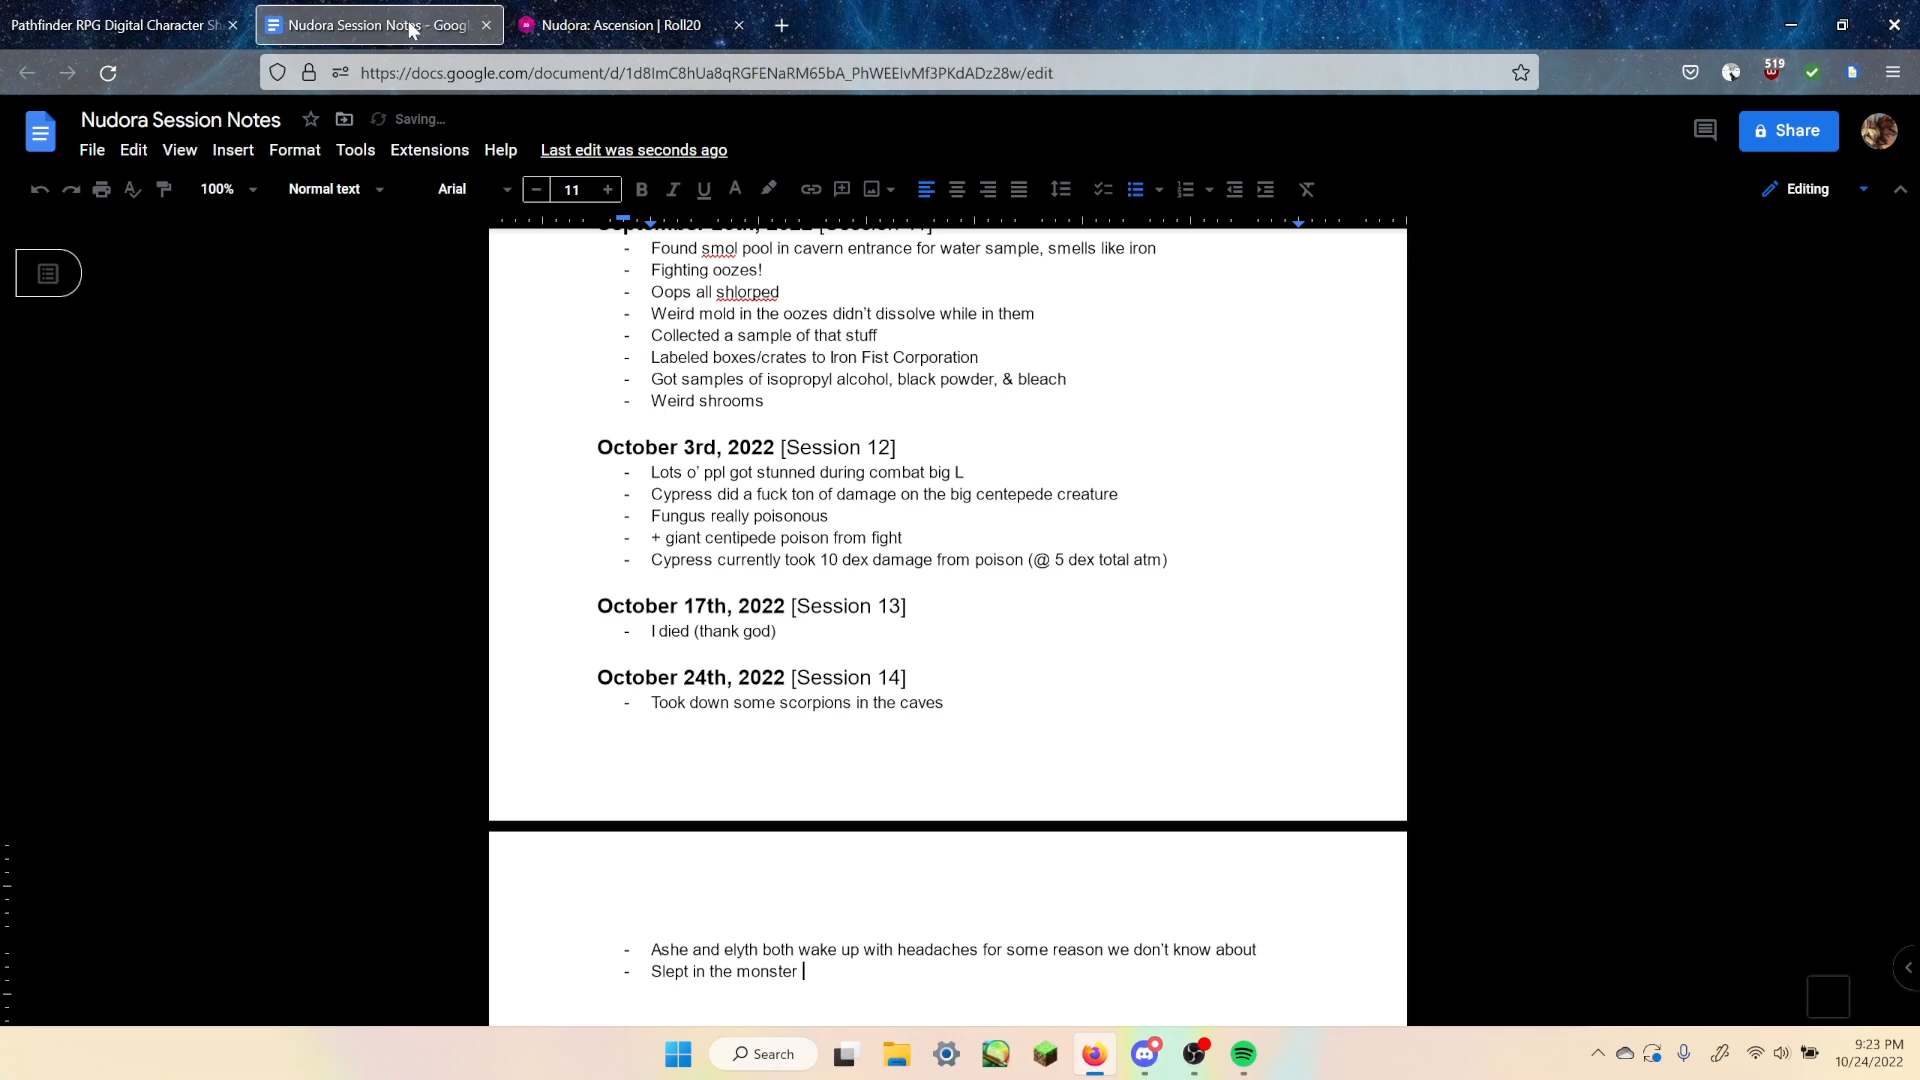 Pathfinder RPG Digital Character Sh
Nudora Session Notes - Googl
Nudora: Ascension | Roll20
519
https://docs.google.com/document/d/1d8ImC8hUa8qRGFENaRM65bA_PhWEEIvMf3PKdADz28w/edit
Nudora Session Notes
Saving...
Share
File Edit View Insert Format Tools Extensions Help Last edit was seconds ago
100% Normal text Arial 11 Editing
September 26th, 2022 [Session 11]
- Found smol pool in cavern entrance for water sample, smells like iron
- Fighting oozes!
- Oops all shlorped
- Weird mold in the oozes didn't dissolve while in them
- Collected a sample of that stuff
- Labeled boxes/crates to Iron Fist Corporation
- Got samples of isopropyl alcohol, black powder, & bleach
- Weird shrooms
October 3rd, 2022 [Session 12]
- Lots o' ppl got stunned during combat big L
- Cypress did a fuck ton of damage on the big centepede creature
- Fungus really poisonous
- + giant centipede poison from fight
- Cypress currently took 10 dex damage from poison (@ 5 dex total atm)
October 17th, 2022 [Session 13]
- I died (thank god)
October 24th, 2022 [Session 14]
- Took down some scorpions in the caves
- Ashe and elyth both wake up with headaches for some reason we don't know about
- Slept in the monster
Search
9:23 PM
10/24/2022